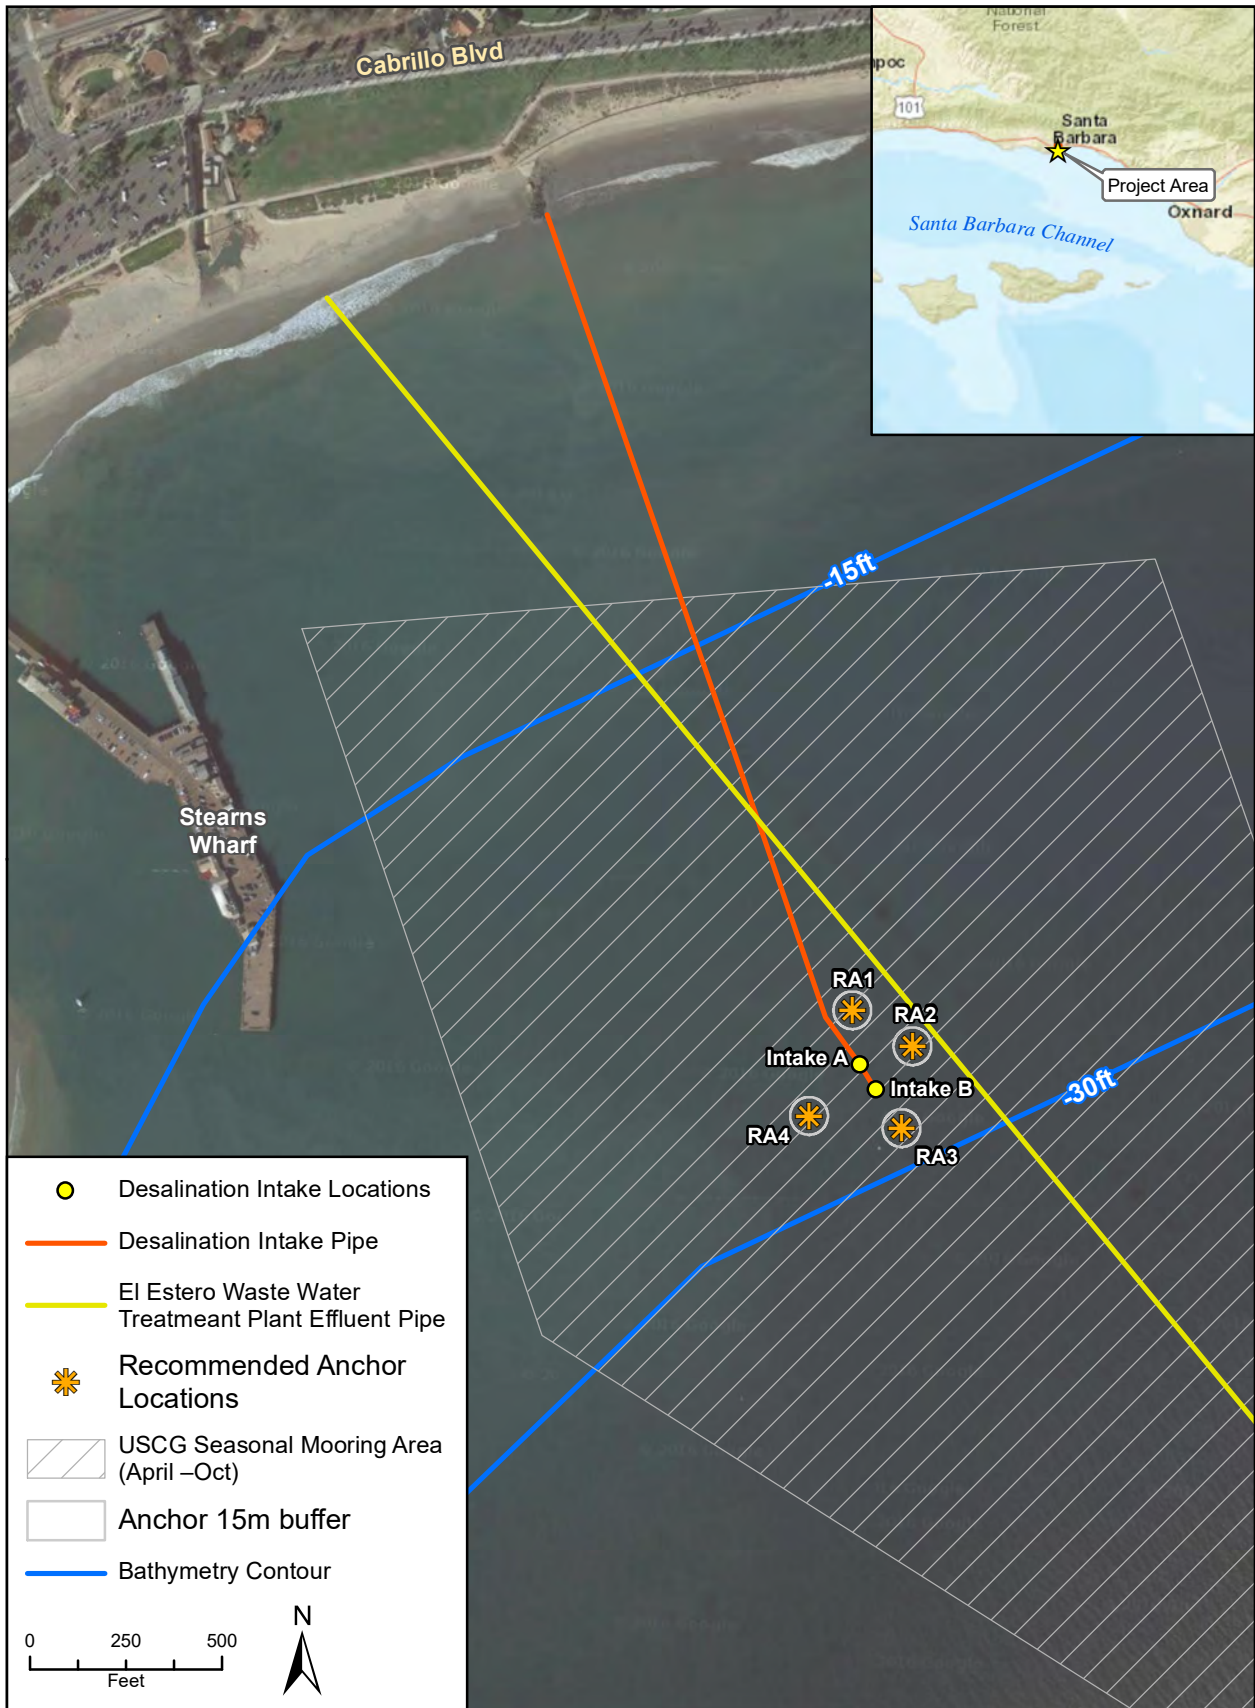 Cabrillo Blvd
National
Forest
mpoc
101
Santa
Barbara
Project Area
Oxnard
Santa Barbara Channel
-15ft
Stearns
Wharf
RA1
RA2
Intake A
Intake B
-30ft
RA4
RA3
Desalination Intake Locations
Desalination Intake Pipe
El Estero Waste Water
Treatmeant Plant Effluent Pipe
Recommended Anchor
Locations
USCG Seasonal Mooring Area
(April –Oct)
Anchor 15m buffer
Bathymetry Contour
N
0 250 500
Feet